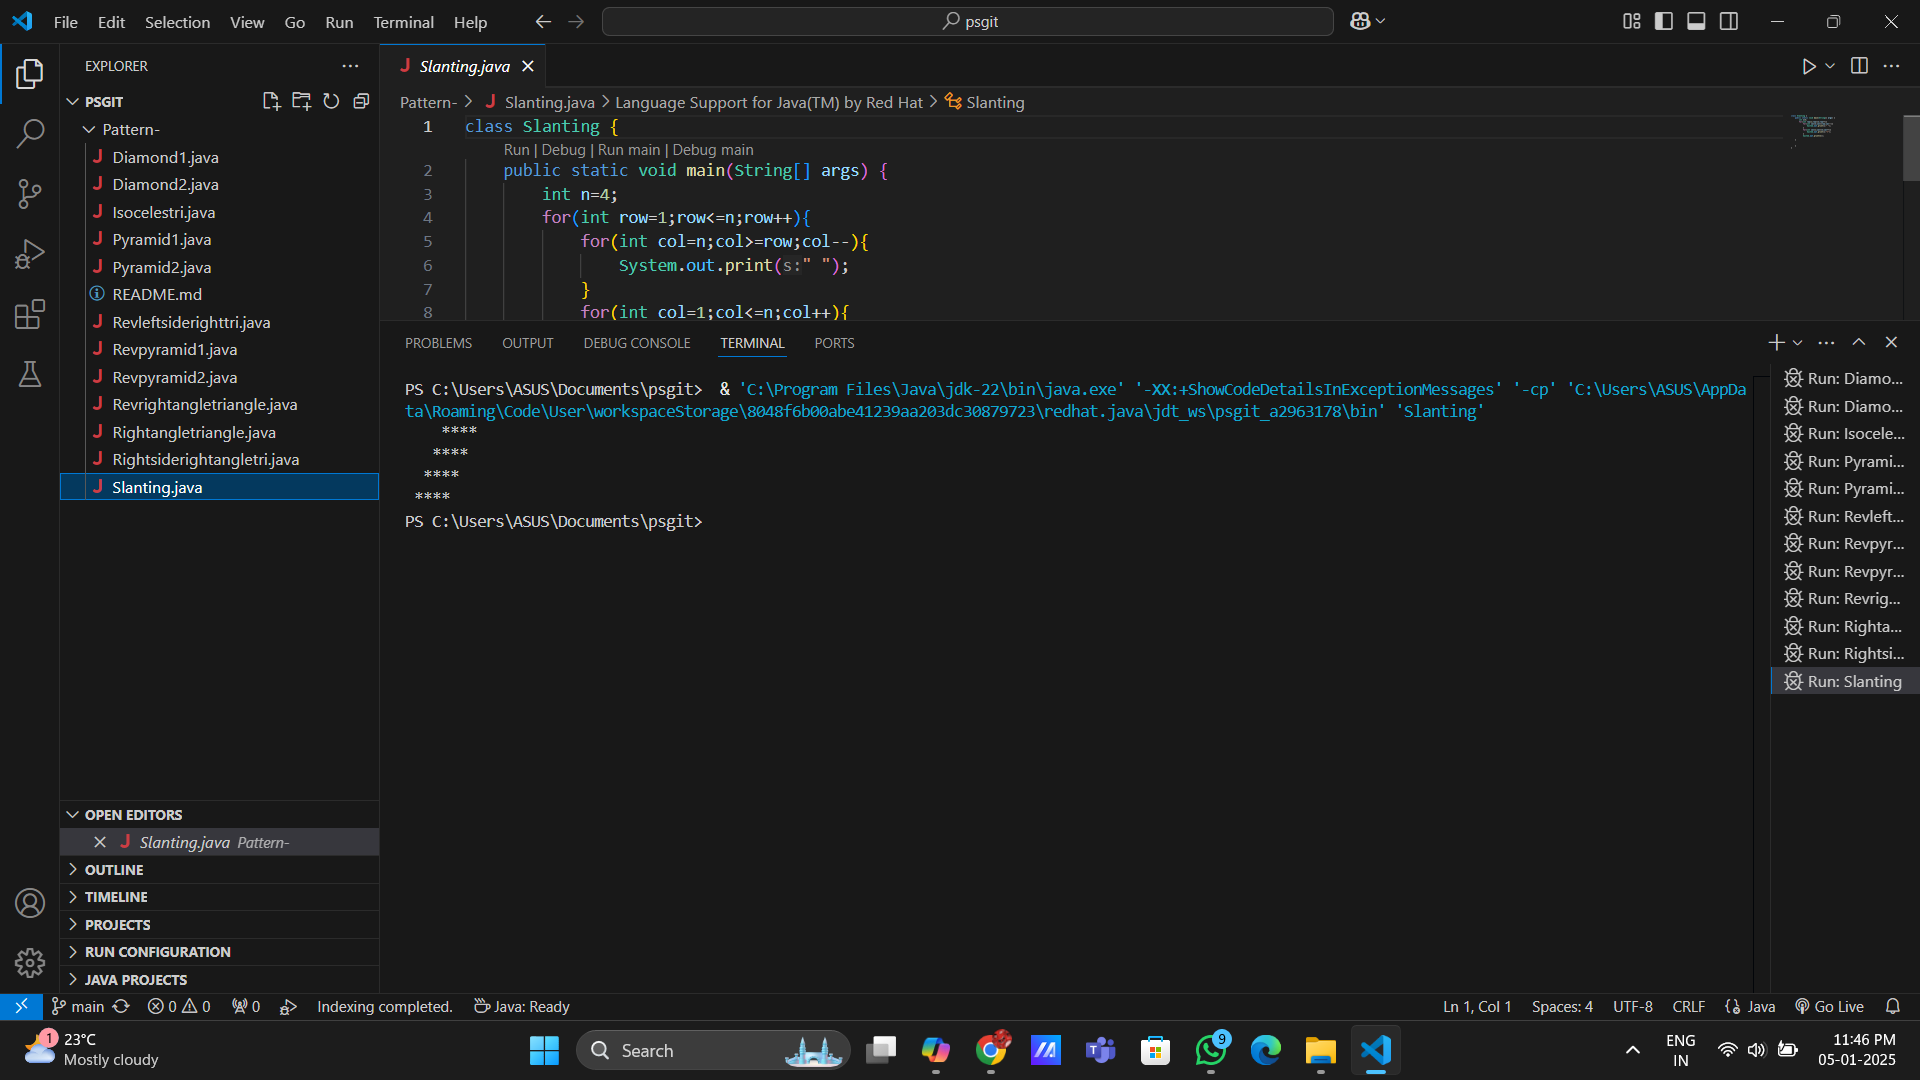 File Edit Selection View Go Run Terminal Help
psgit
EXPLORER
PSGIT
Pattern-
Diamond1.java
Diamond2.java
Isocelestri.java
Pyramid1.java
Pyramid2.java
README.md
Revleftsiderighttri.java
Revpyramid1.java
Revpyramid2.java
Revrightangletriangle.java
Rightangletriangle.java
Rightsiderightangletri.java
Slanting.java
OPEN EDITORS
Slanting.java Pattern-
OUTLINE
TIMELINE
PROJECTS
RUN CONFIGURATION
JAVA PROJECTS
Slanting.java
Pattern- > Slanting.java > Language Support for Java(TM) by Red Hat > Slanting
1 class Slanting {
Run | Debug | Run main | Debug main
2 public static void main(String[] args) {
3 int n=4;
4 for(int row=1;row<=n;row++){
5 for(int col=n;col>=row;col--){
6 System.out.print(s:" ");
7 }
8 for(int col=1;col<=n;col++){
PROBLEMS OUTPUT DEBUG CONSOLE TERMINAL PORTS
PS C:\Users\ASUS\Documents\psgit> & 'C:\Program Files\Java\jdk-22\bin\java.exe' '-XX:+ShowCodeDetailsInExceptionMessages' '-cp' 'C:\Users\ASUS\AppDa
ta\Roaming\Code\User\workspaceStorage\8048f6b00abe41239aa203dc30879723\redhat.java\jdt_ws\psgit_a2963178\bin' 'Slanting'
    ****
   ****
  ****
 ****
PS C:\Users\ASUS\Documents\psgit>
Run: Diamo...
Run: Diamo...
Run: Isocele...
Run: Pyrami...
Run: Pyrami...
Run: Revleft...
Run: Revpyr...
Run: Revpyr...
Run: Revrig...
Run: Righta...
Run: Rightsi...
Run: Slanting
main 0 0 0 Indexing completed. Java: Ready
Ln 1, Col 1 Spaces: 4 UTF-8 CRLF Java Go Live
1
23°C
Mostly cloudy
Search
9
ENG
IN
11:46 PM
05-01-2025